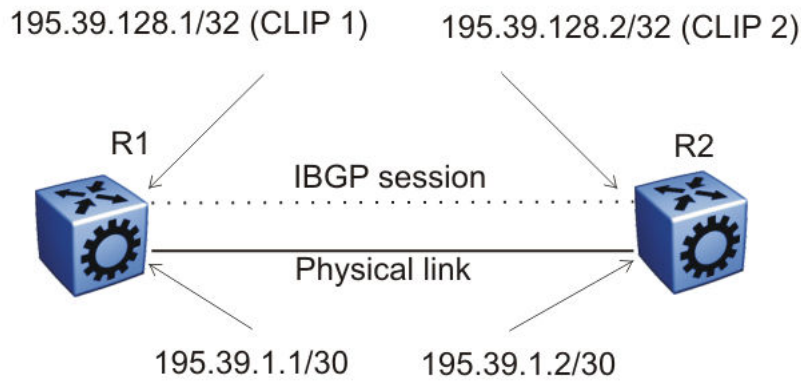 195.39.128.1/32 (CLIP 1)
195.39.128.2/32 (CLIP 2)
R1
R2
IBGP session
Physical link
195.39.1.1/30
195.39.1.2/30